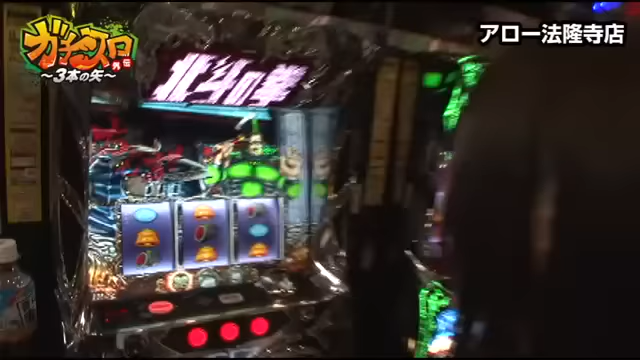 ガチスロ
外伝
～3本の矢～
アロー法隆寺店
北斗の拳